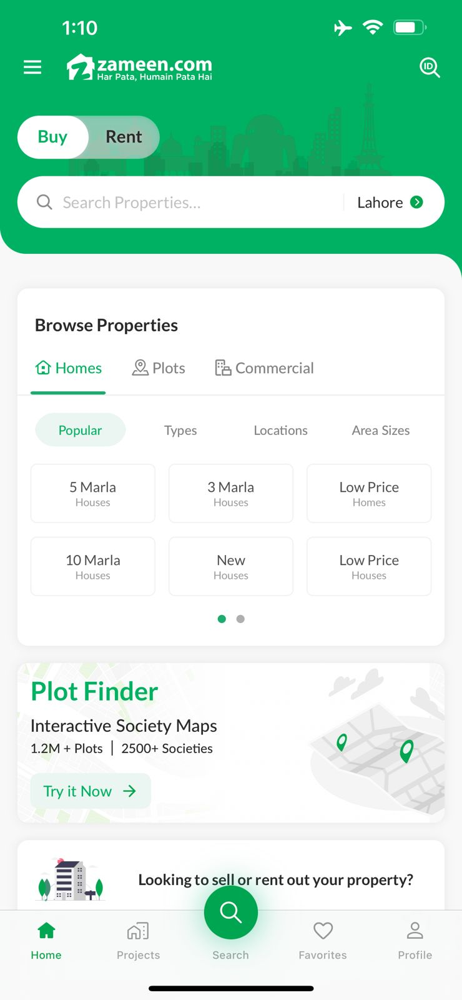 1:10
zameen.com
Har Pata, Humain Pata Hai
ID
Buy Rent
Search Properties... Lahore
Browse Properties
Homes Plots Commercial
Popular Types Locations Area Sizes
5 Marla
Houses
3 Marla
Houses
Low Price
Homes
10 Marla
Houses
New
Houses
Low Price
Houses
Plot Finder
Interactive Society Maps
1.2M + Plots | 2500+ Societies
Try it Now
Looking to sell or rent out your property?
Home Projects Search Favorites Profile